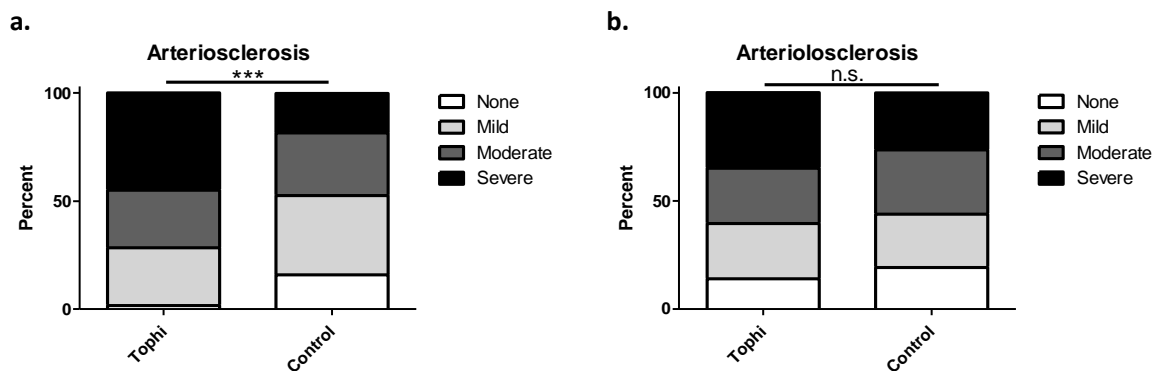 a.
Arteriosclerosis
***
100
50
0
Percent
Tophi
Control
None
Mild
Moderate
Severe
b.
Arteriolosclerosis
n.s.
100
50
0
Percent
Tophi
Control
None
Mild
Moderate
Severe